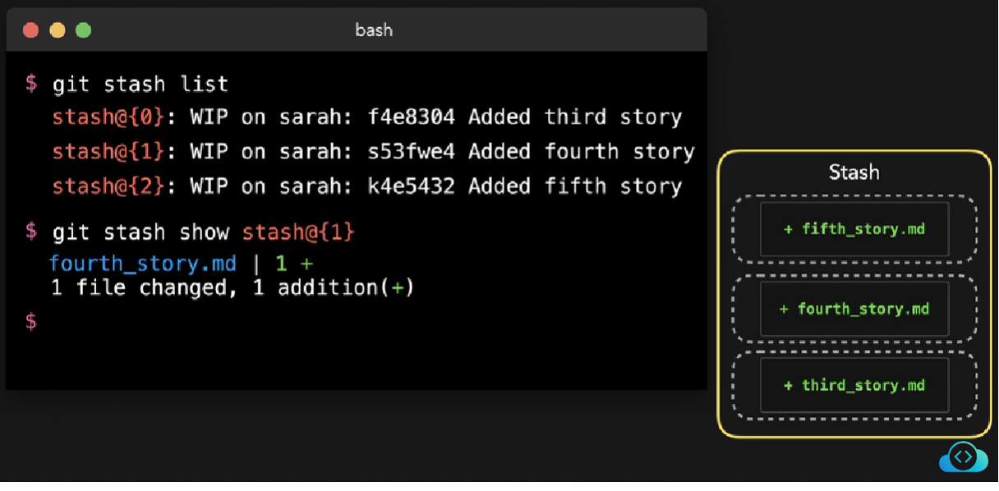 bash
$ git stash list
stash@{0}: WIP on sarah: f4e8304 Added third story
stash@{1}: WIP on sarah: s53fwe4 Added fourth story
stash@{2}: WIP on sarah: k4e5432 Added fifth story
$ git stash show stash@{1}
fourth_story.md | 1 +
1 file changed, 1 addition(+)
$
Stash
+ fifth_story.md
+ fourth_story.md
+ third_story.md